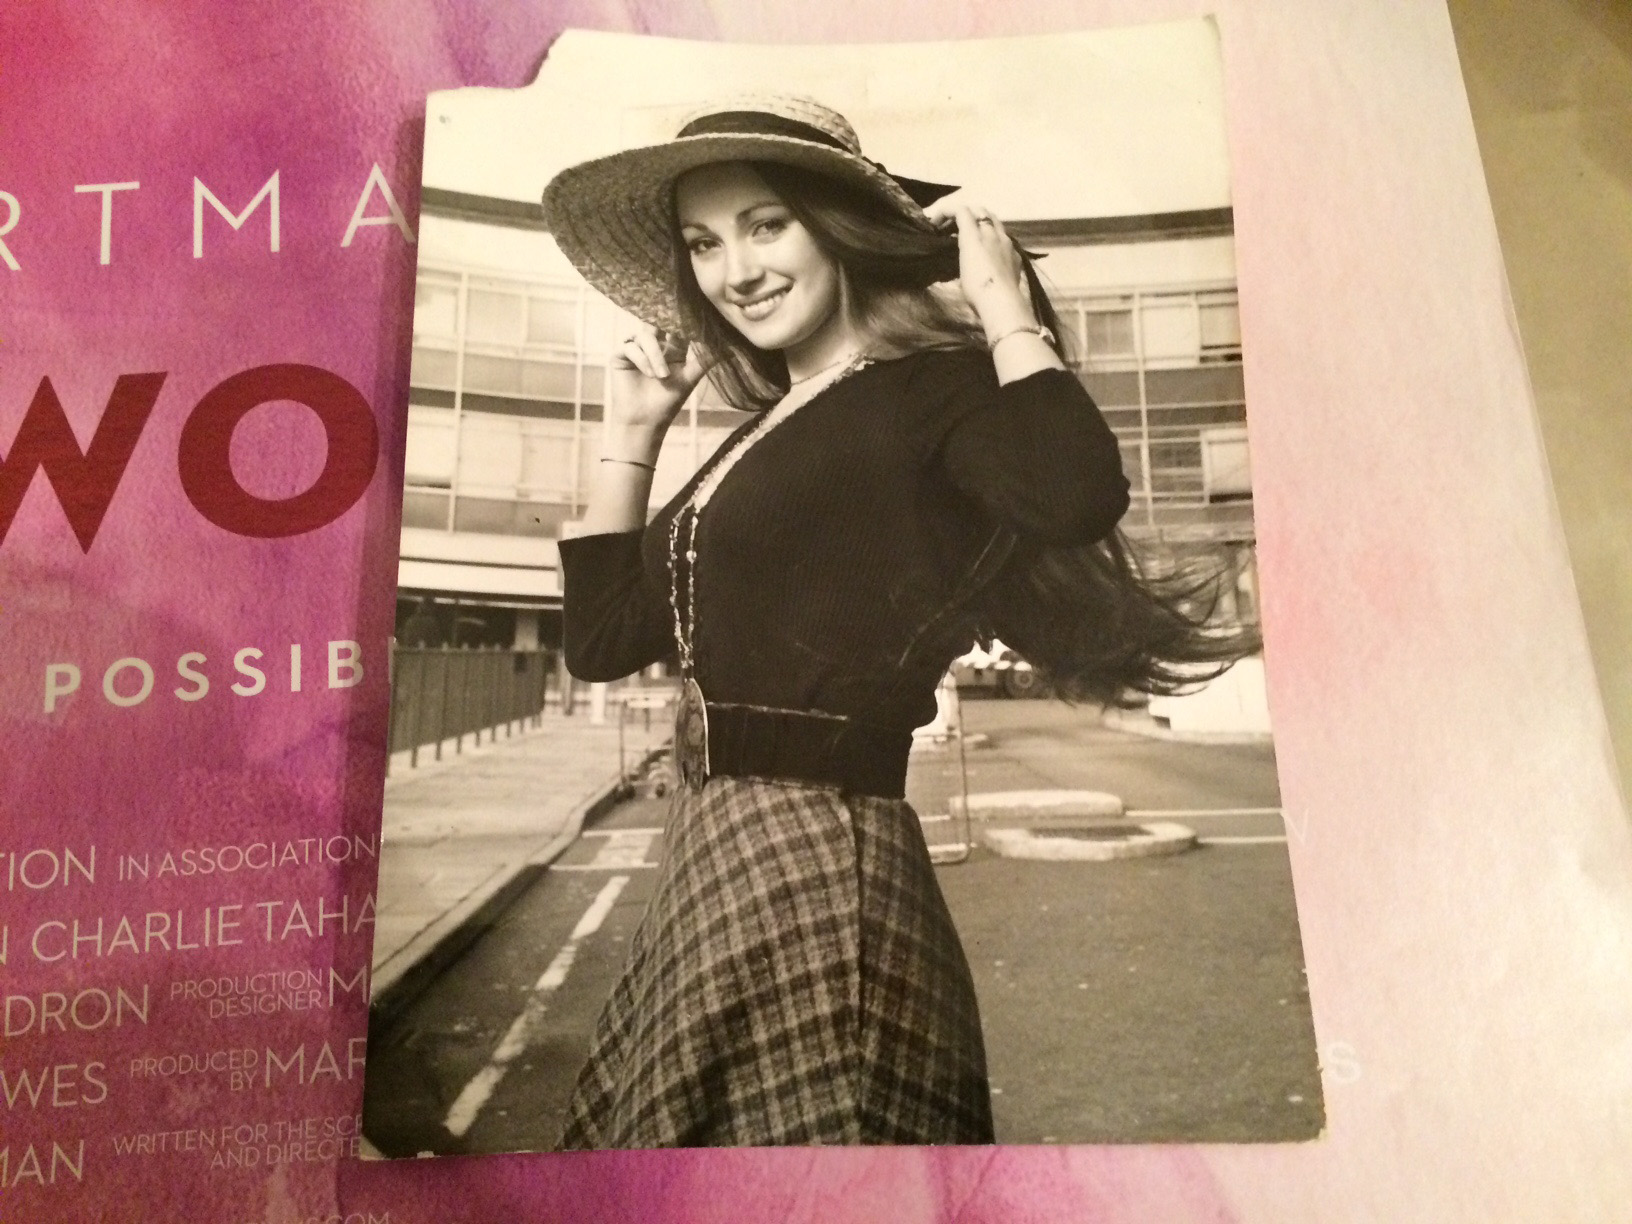 RTMA
WO
POSSIB
TION IN ASSOCIATION
N CHARLIE TAHA
DRON PRODUCTION DESIGNER M
WES PRODUCED BY MAR
MAN WRITTEN FOR THE SCR
AND DIRECTE
S